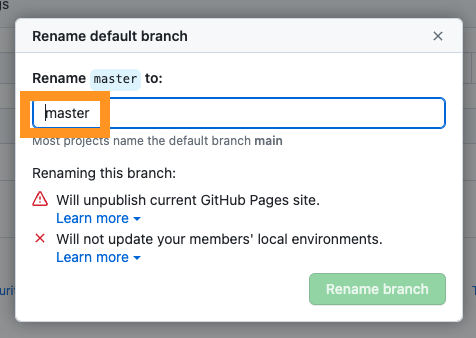 gs
Rename default branch
Rename master to:
master
Most projects name the default branch main
Renaming this branch:
Will unpublish current GitHub Pages site.
Learn more
Will not update your members' local environments.
Learn more
Rename branch